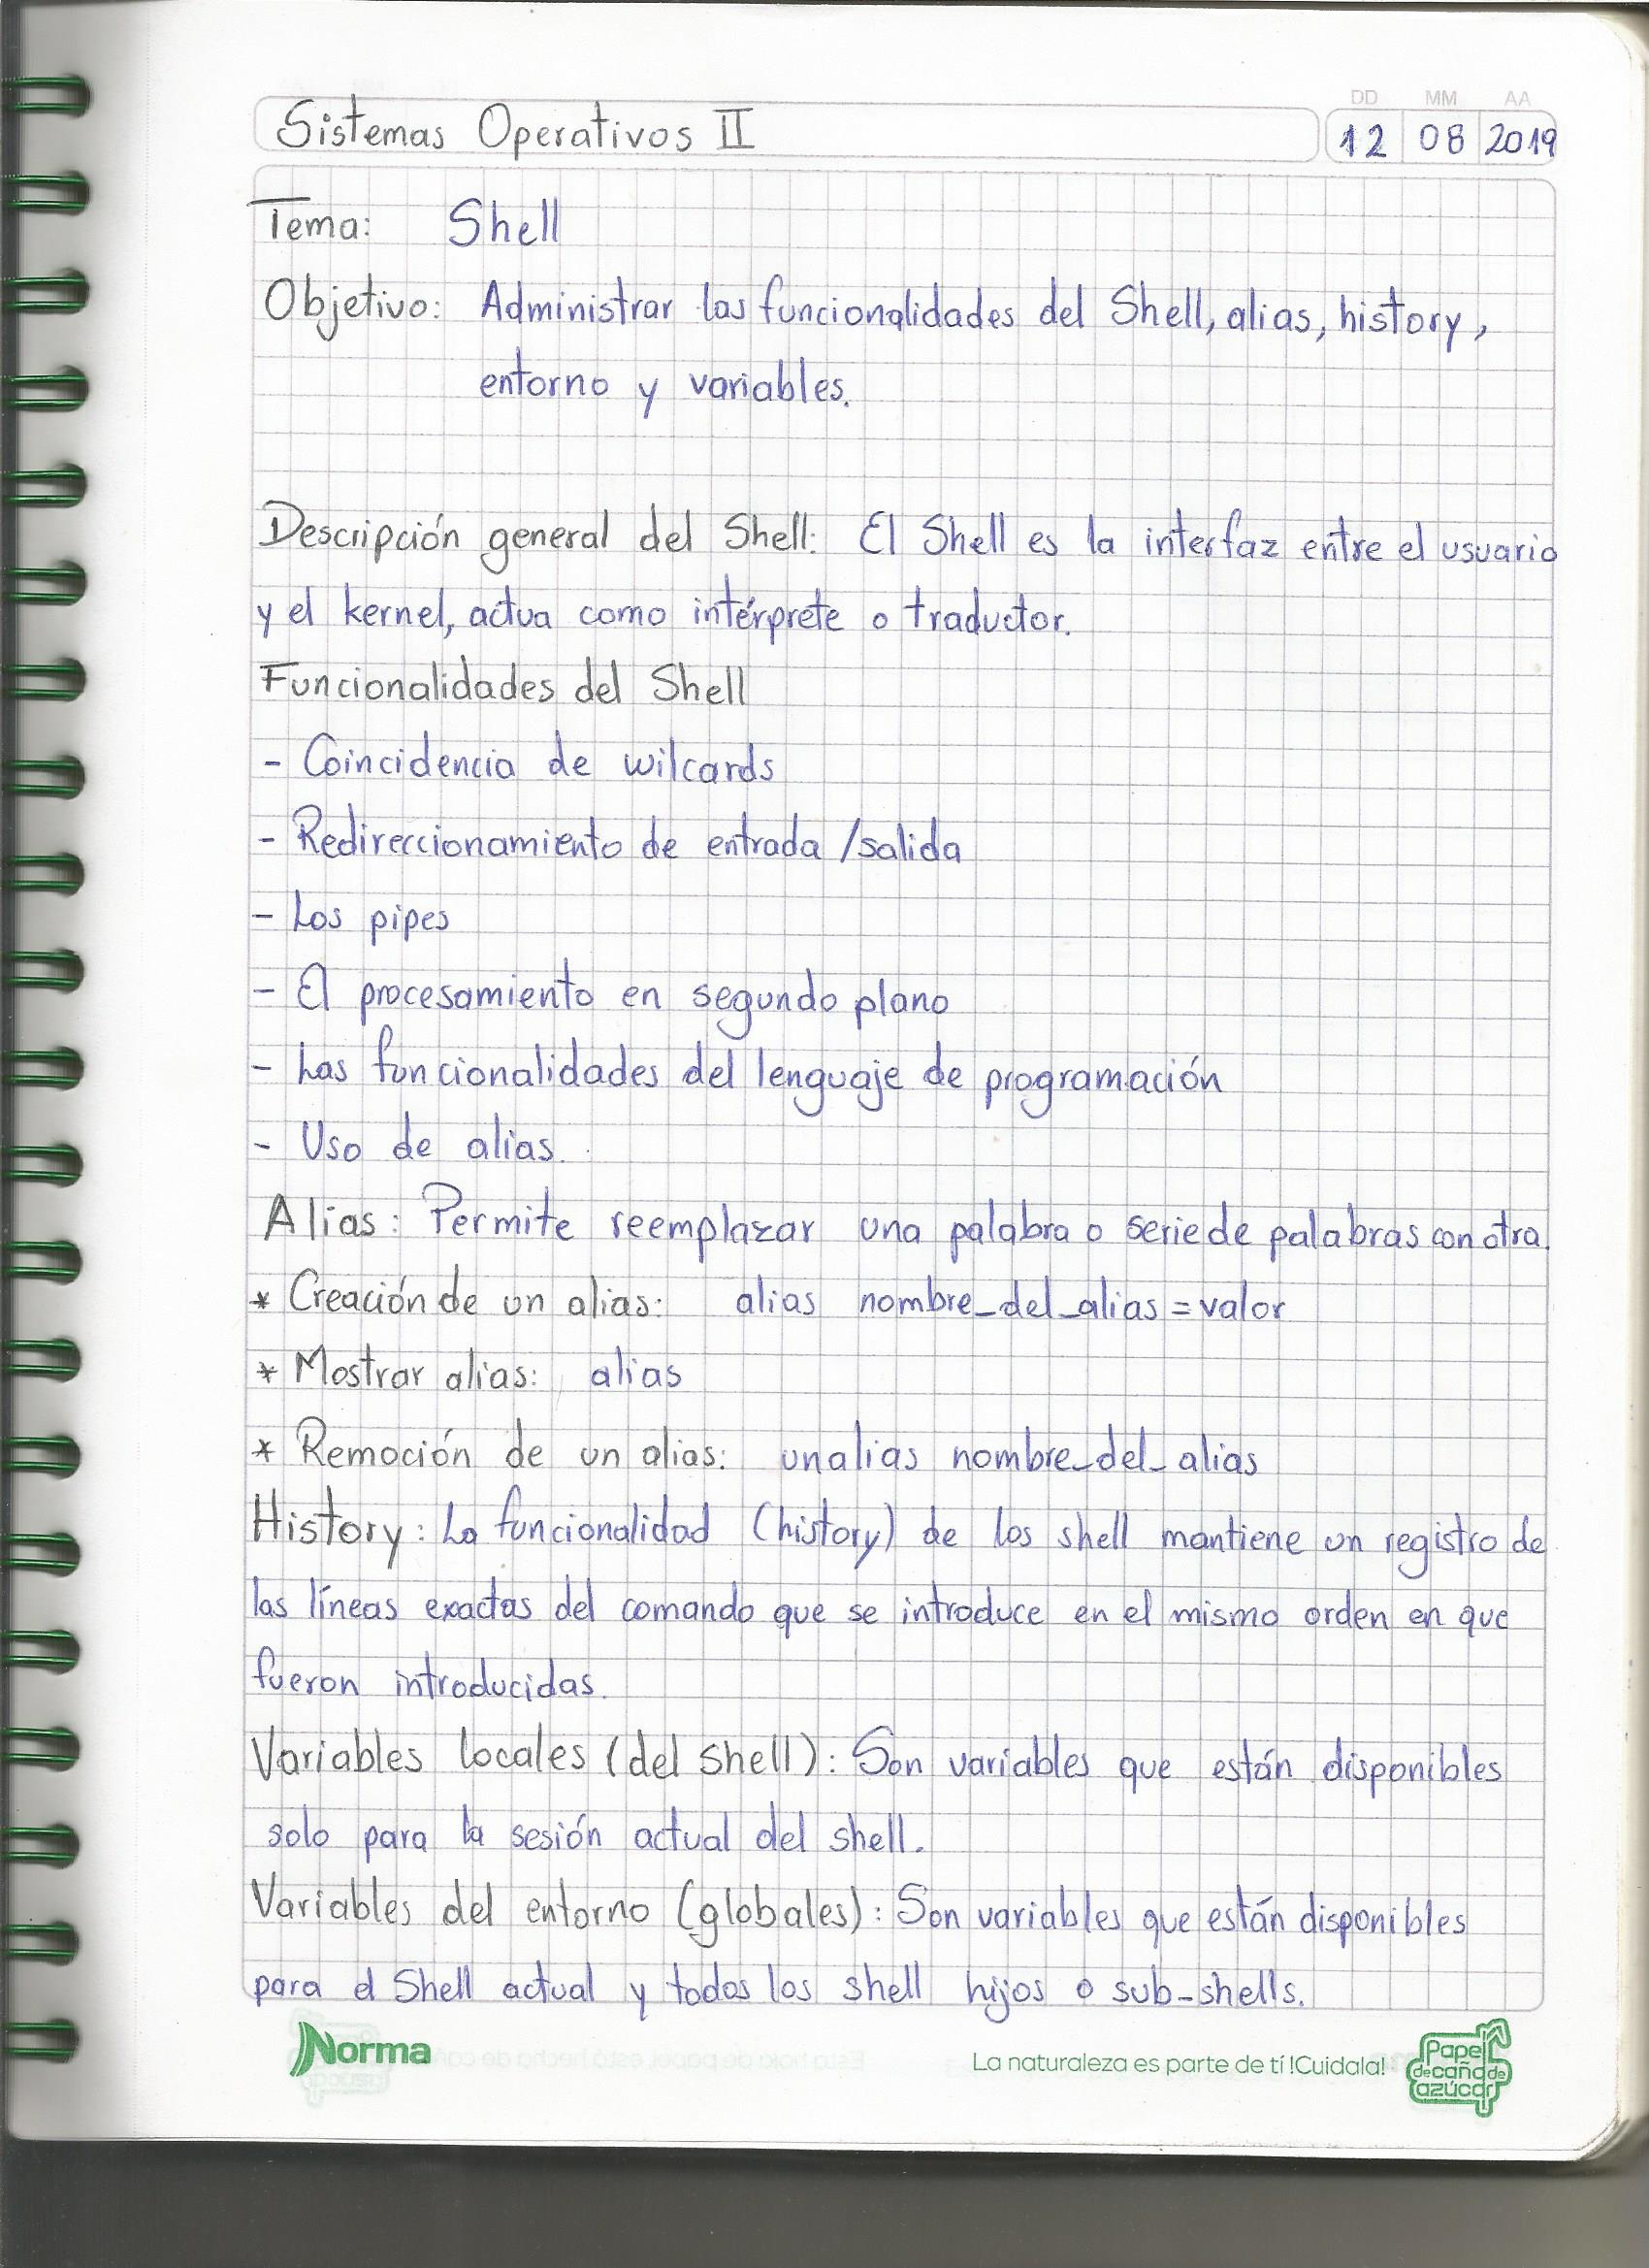 DD MM AA
Sistemas Operativos II 12 08 2019
Tema: Shell
Objetivo: Administrar las funcionalidades del Shell, alias, history,
entorno y variables.
Descripción general del Shell: El Shell es la interfaz entre el usuario
y el kernel, actua como intérprete o traductor.
Funcionalidades del Shell
- Coincidencia de wilcards
- Redireccionamiento de entrada /salida
- Los pipes
- El procesamiento en segundo plano
- Las funcionalidades del lenguaje de programación
- Uso de alias.
Alias: Permite reemplazar una palabra o serie de palabras con otra.
* Creación de un alias: alias nombre_del_alias = valor
* Mostrar alias: alias
* Remoción de un alias: unalias nombre_del_alias
History: La funcionalidad (history) de los shell mantiene un registro de
las líneas exactas del comando que se introduce en el mismo orden en que
fueron introducidas.
Variables locales (del shell): Son variables que están disponibles
solo para la sesión actual del shell.
Variables del entorno (globales): Son variables que están disponibles
para el Shell actual y todos los shell hijos o sub-shells.
Norma
La naturaleza es parte de tí !Cuidala!
Papel
de caña de
azúcar